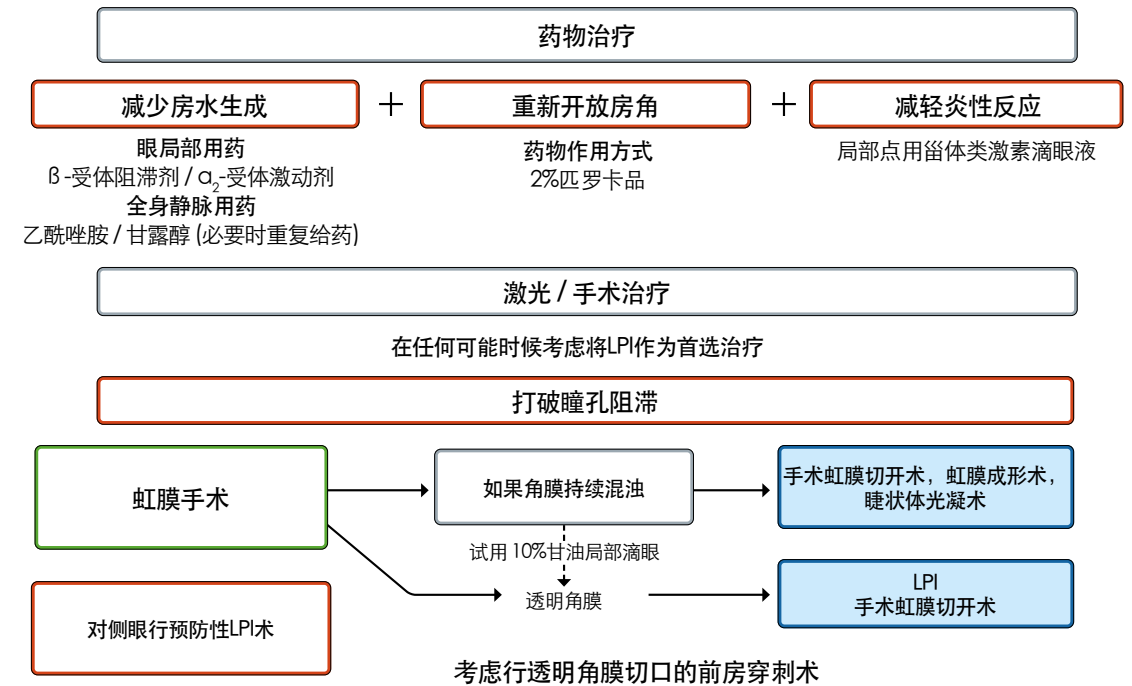 药物治疗
减少房水生成 + 重新开放房角 + 减轻炎性反应
眼局部用药
ß-受体阻滞剂 / α₂-受体激动剂
全身静脉用药
乙酰唑胺 / 甘露醇 (必要时重复给药)
药物作用方式
2%匹罗卡品
局部点用甾体类激素滴眼液
激光 / 手术治疗
在任何可能时候考虑将LPI作为首选治疗
打破瞳孔阻滞
虹膜手术
如果角膜持续混浊
手术虹膜切开术，虹膜成形术，
睫状体光凝术
试用10%甘油局部滴眼
透明角膜
LPI
手术虹膜切开术
对侧眼行预防性LPI术
考虑行透明角膜切口的前房穿刺术